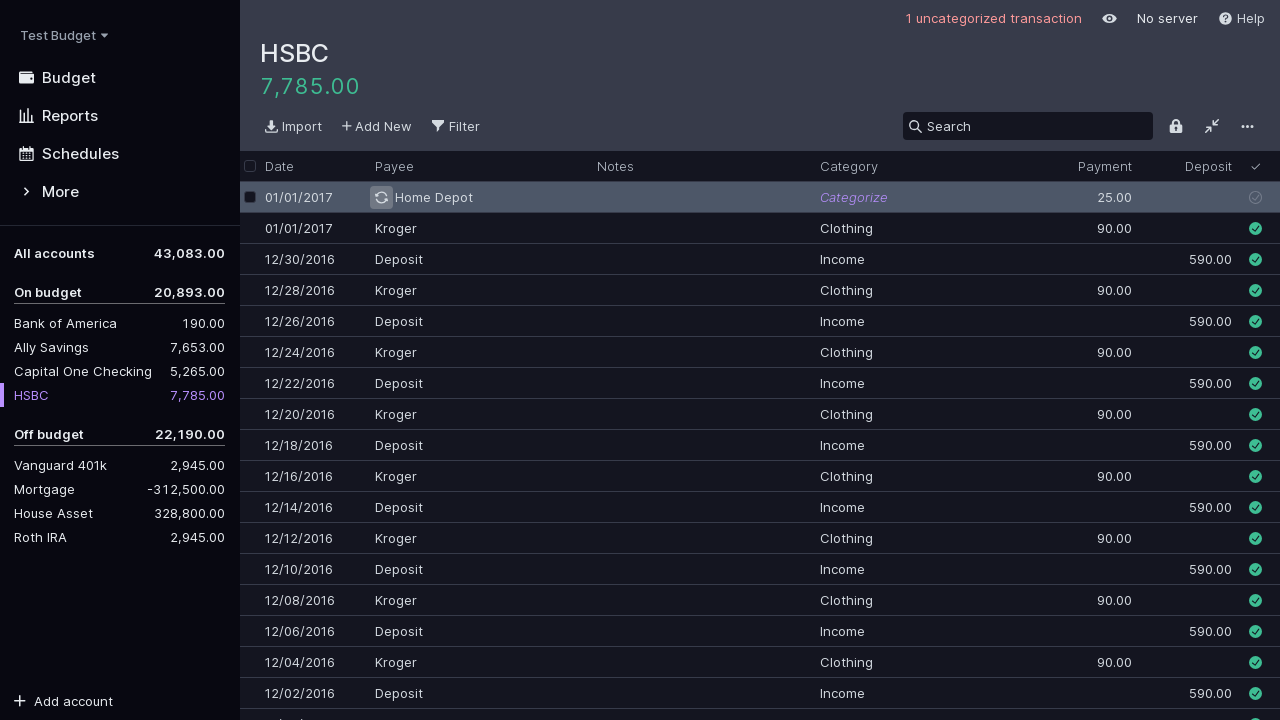 Test Budget
Budget
Reports
Schedules
More
All accounts 43,083.00
On budget 20,893.00
Bank of America 190.00
Ally Savings 7,653.00
Capital One Checking 5,265.00
HSBC 7,785.00
Off budget 22,190.00
Vanguard 401k 2,945.00
Mortgage -312,500.00
House Asset 328,800.00
Roth IRA 2,945.00
Add account
1 uncategorized transaction No server Help
HSBC
7,785.00
Import Add New Filter Search
Date Payee Notes Category Payment Deposit
01/01/2017 Home Depot Categorize 25.00
01/01/2017 Kroger Clothing 90.00
12/30/2016 Deposit Income 590.00
12/28/2016 Kroger Clothing 90.00
12/26/2016 Deposit Income 590.00
12/24/2016 Kroger Clothing 90.00
12/22/2016 Deposit Income 590.00
12/20/2016 Kroger Clothing 90.00
12/18/2016 Deposit Income 590.00
12/16/2016 Kroger Clothing 90.00
12/14/2016 Deposit Income 590.00
12/12/2016 Kroger Clothing 90.00
12/10/2016 Deposit Income 590.00
12/08/2016 Kroger Clothing 90.00
12/06/2016 Deposit Income 590.00
12/04/2016 Kroger Clothing 90.00
12/02/2016 Deposit Income 590.00